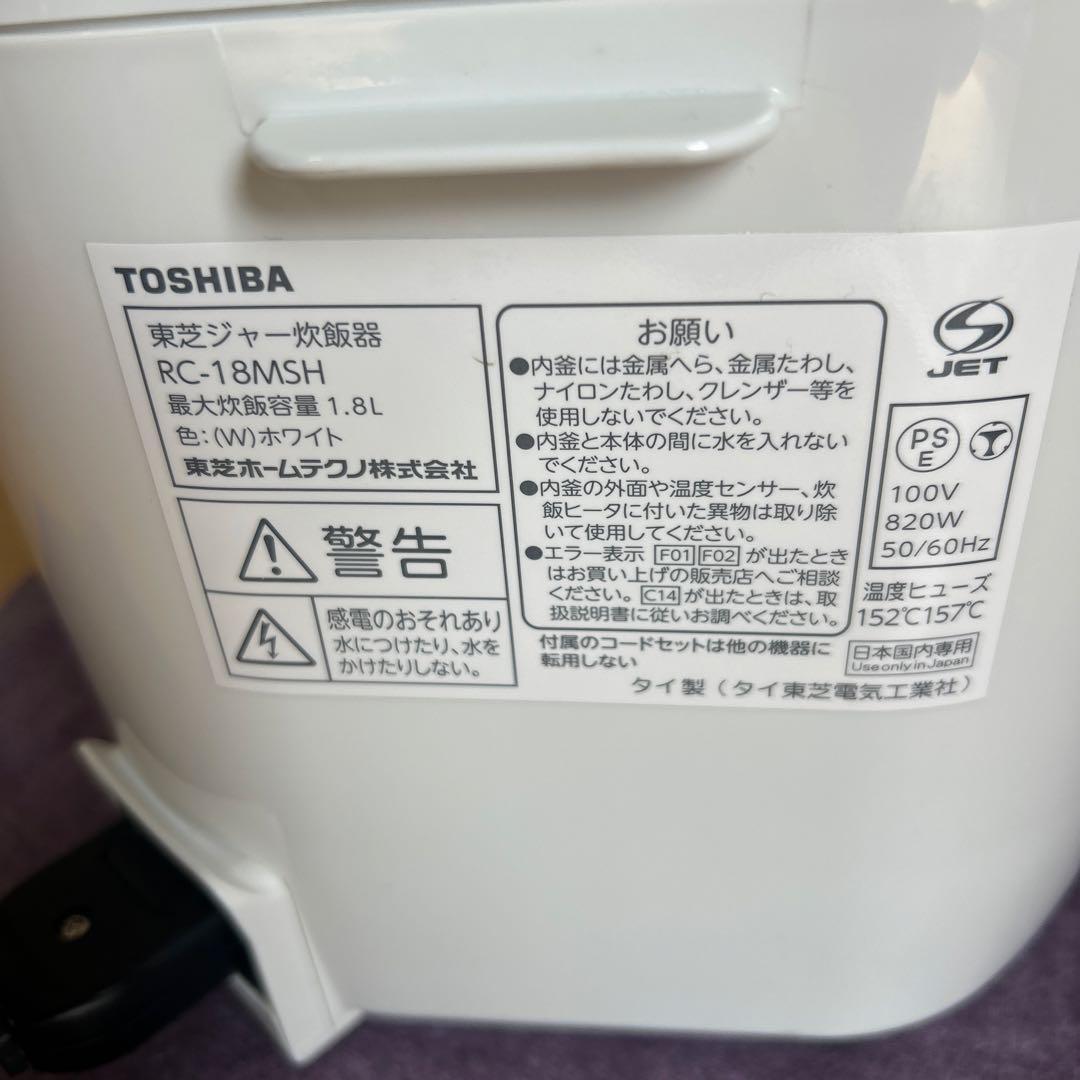 TOSHIBA
東芝ジャー炊飯器
RC-18MSH
最大炊飯容量 1.8L
色:(W)ホワイト
東芝ホームテクノ株式会社
警告
感電のおそれあり
水につけたり、水を
かけたりしない。
お願い
●内釜には金属へら、金属たわし、
ナイロンたわし、クレンザー等を
使用しないでください。
●内釜と本体の間に水を入れない
でください。
●内釜の外面や温度センサー、炊
飯ヒータに付いた異物は取り除
いて使用してください。
●エラー表示 F01 F02 が出たとき
はお買い上げの販売店へご相談
ください。C14が出たときは、取
扱説明書に従いお調べください。
付属のコードセットは他の機器に
転用しない
JET
PS
E
100V
820W
50/60Hz
温度ヒューズ
152℃157℃
日本国内専用
Use only in Japan
タイ製(タイ東芝電気工業社)